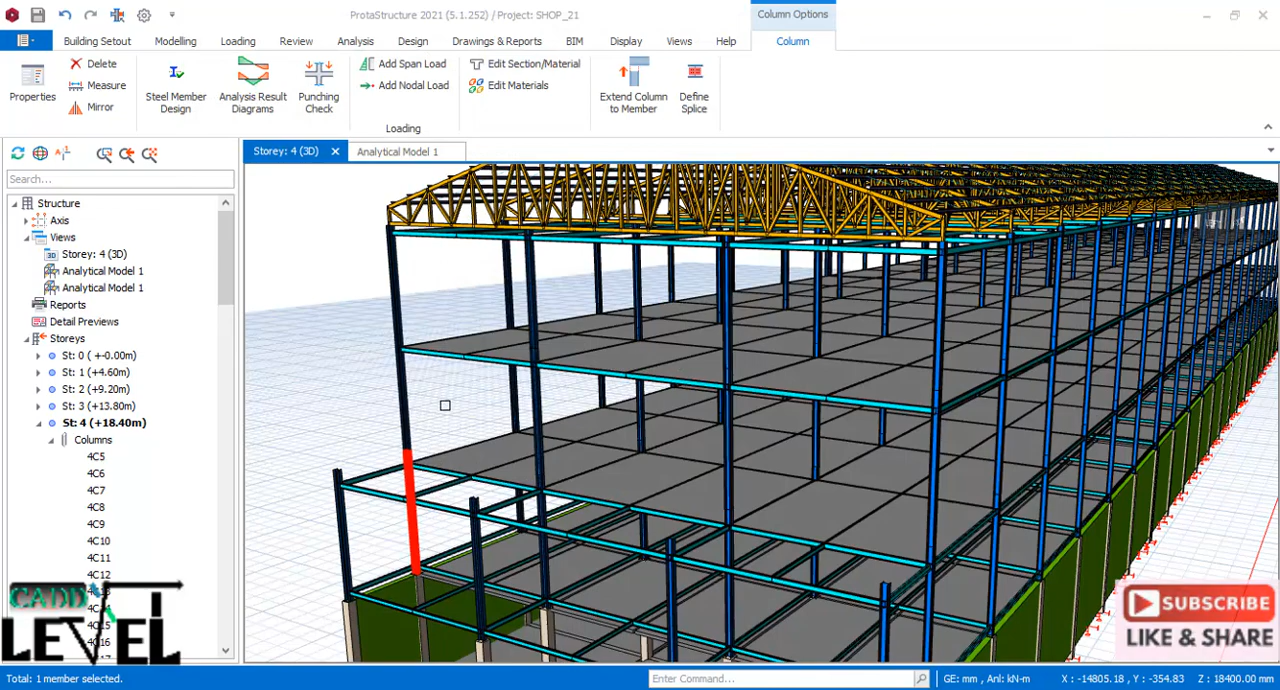 ProtaStructure 2021 (5.1.252) / Project: SHOP_21
Column Options
Building Setout Modelling Loading Review Analysis Design Drawings & Reports BIM Display Views Help Column
Properties
Delete
Measure
Mirror
Steel Member Design
Analysis Result Diagrams
Punching Check
Add Span Load
Add Nodal Load
Loading
Edit Section/Material
Edit Materials
Extend Column to Member
Define Splice
Storey: 4 (3D)
Analytical Model 1
Search...
Structure
Axis
Views
Storey: 4 (3D)
Analytical Model 1
Analytical Model 1
Reports
Detail Previews
Storeys
St: 0 ( +-0.00m)
St: 1 (+4.60m)
St: 2 (+9.20m)
St: 3 (+13.80m)
St: 4 (+18.40m)
Columns
4C5
4C6
4C7
4C8
4C9
4C10
4C11
4C12
CADD
LEVEL
SUBSCRIBE
LIKE & SHARE
Total: 1 member selected.
Enter Command...
GE: mm, Anl: kN-m
X : -14805.18 , Y : -354.83
Z : 18400.00 mm